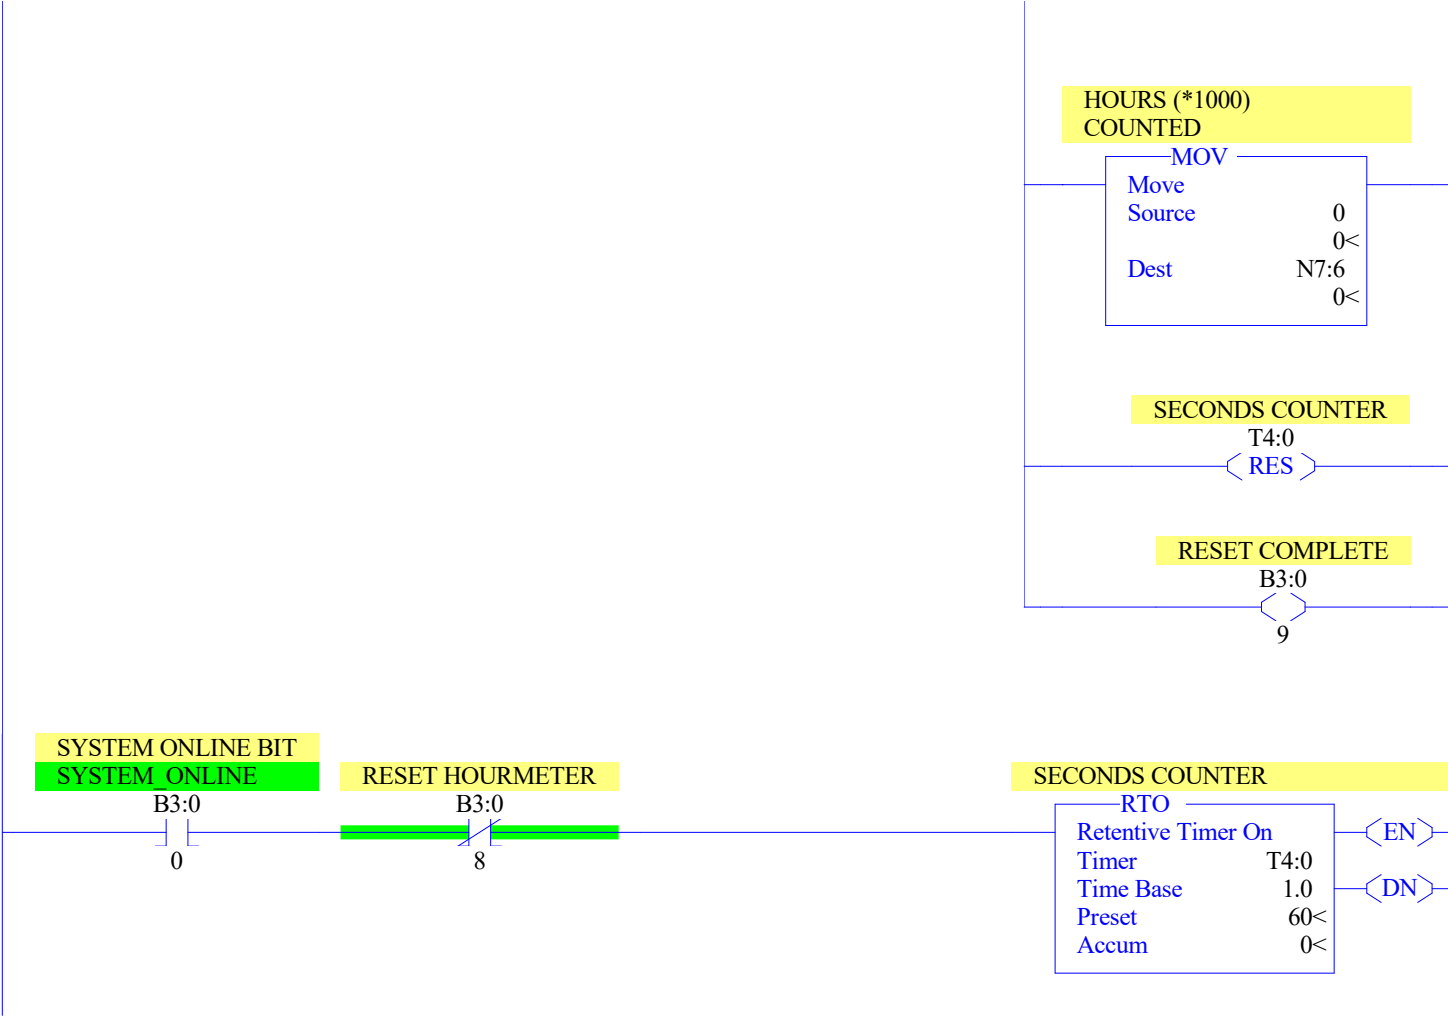 HOURS (*1000)
COUNTED
MOV
Move
Source 0
0<
Dest N7:6
0<
SECONDS COUNTER
T4:0
RES
RESET COMPLETE
B3:0
9
SYSTEM ONLINE BIT
SYSTEM_ONLINE
B3:0
0
RESET HOURMETER
B3:0
8
SECONDS COUNTER
RTO
Retentive Timer On
Timer T4:0
Time Base 1.0
Preset 60<
Accum 0<
EN
DN